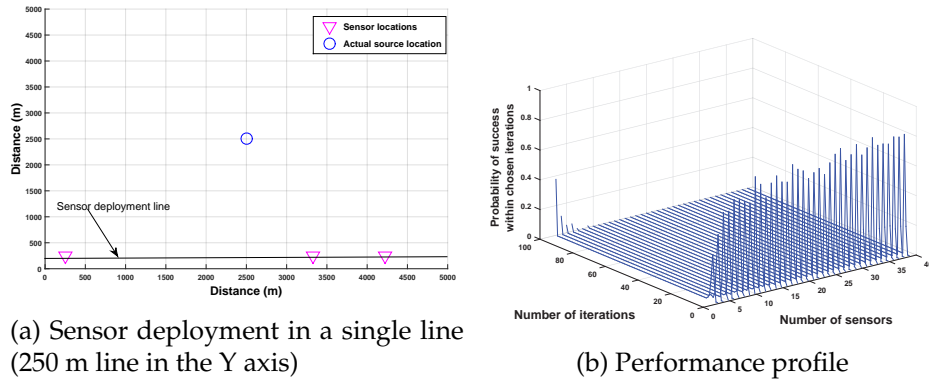 5000
4500
4000
3500
3000
2500
2000
1500
1000
500
0
Distance (m)
Sensor locations
Actual source location
Sensor deployment line
0 500 1000 1500 2000 2500 3000 3500 4000 4500 5000
Distance (m)
(a) Sensor deployment in a single line
(250 m line in the Y axis)
Probability of success
within chosen iterations
1
0.8
0.6
0.4
0.2
0
100
80
60
40
20
0
Number of iterations
0 5 10 15 20 25 30 35 40
Number of sensors
(b) Performance profile